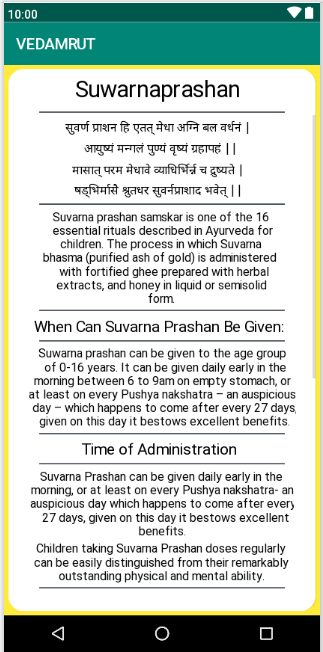 10:00
VEDAMRUT
Suwarnaprashan
सुवर्ण प्राशन हि एतत् मेधा अग्नि बल वर्धनं |
आयुष्यं मन्गलं पुण्यं वृष्यं ग्रहापहं ||
मासात् परम मेधावे व्याधिर्भिर्न च द्रुष्यते |
षड्भिर्मासै श्रुतधर सुवर्नप्राशाद भवेत् ||
Suvarna prashan samskar is one of the 16
essential rituals described in Ayurveda for
children. The process in which Suvarna
bhasma (purified ash of gold) is administered
with fortified ghee prepared with herbal
extracts, and honey in liquid or semisolid
form.
When Can Suvarna Prashan Be Given:
Suwarna prashan can be given to the age group
of 0-16 years. It can be given daily early in the
morning between 6 to 9am on empty stomach, or
at least on every Pushya nakshatra – an auspicious
day – which happens to come after every 27 days,
given on this day it bestows excellent benefits.
Time of Administration
Suvarna Prashan can be given daily early in the
morning, or at least on every Pushya nakshatra- an
auspicious day which happens to come after every
27 days, given on this day it bestows excellent
benefits.
Children taking Suvarna Prashan doses regularly
can be easily distinguished from their remarkably
outstanding physical and mental ability.